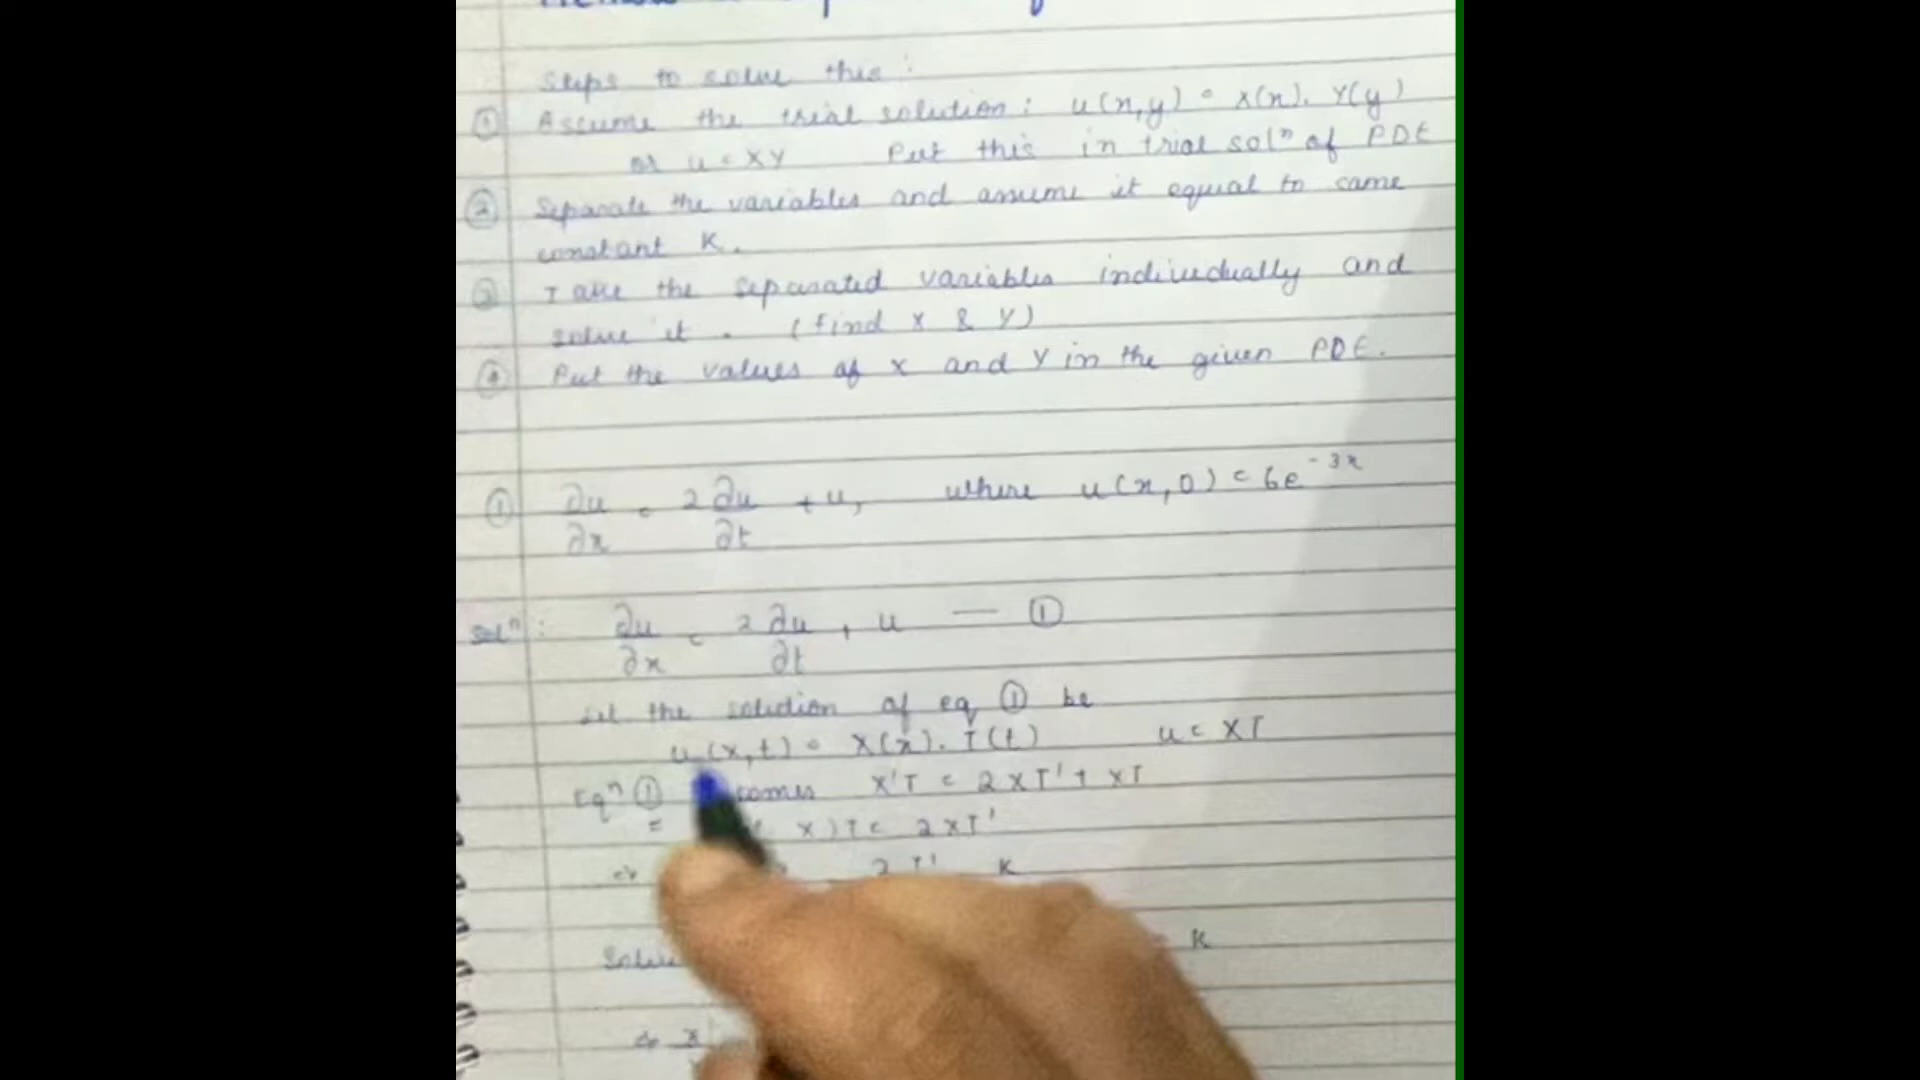 Steps to solve this :
① Assume the trial solution : u(x,y) = X(x). Y(y)
or u = XY Put this in trial solⁿ of PDE
② Separate the variables and assume it equal to same
constant K.
③ Take the separated variables individually and
solve it . (find X & Y)
④ Put the values of X and Y in the given PDE.
① ∂u/∂x = 2 ∂u/∂t + u, where u(x,0) = 6e⁻³ˣ
Solⁿ: ∂u/∂x = 2 ∂u/∂t + u — ①
Let the solution of eq ① be
u(x,t) = X(x). T(t) u = XT
Eqⁿ ① X'T = 2XT' + XT
X)T = 2XT'
2T' K
Solve K
X